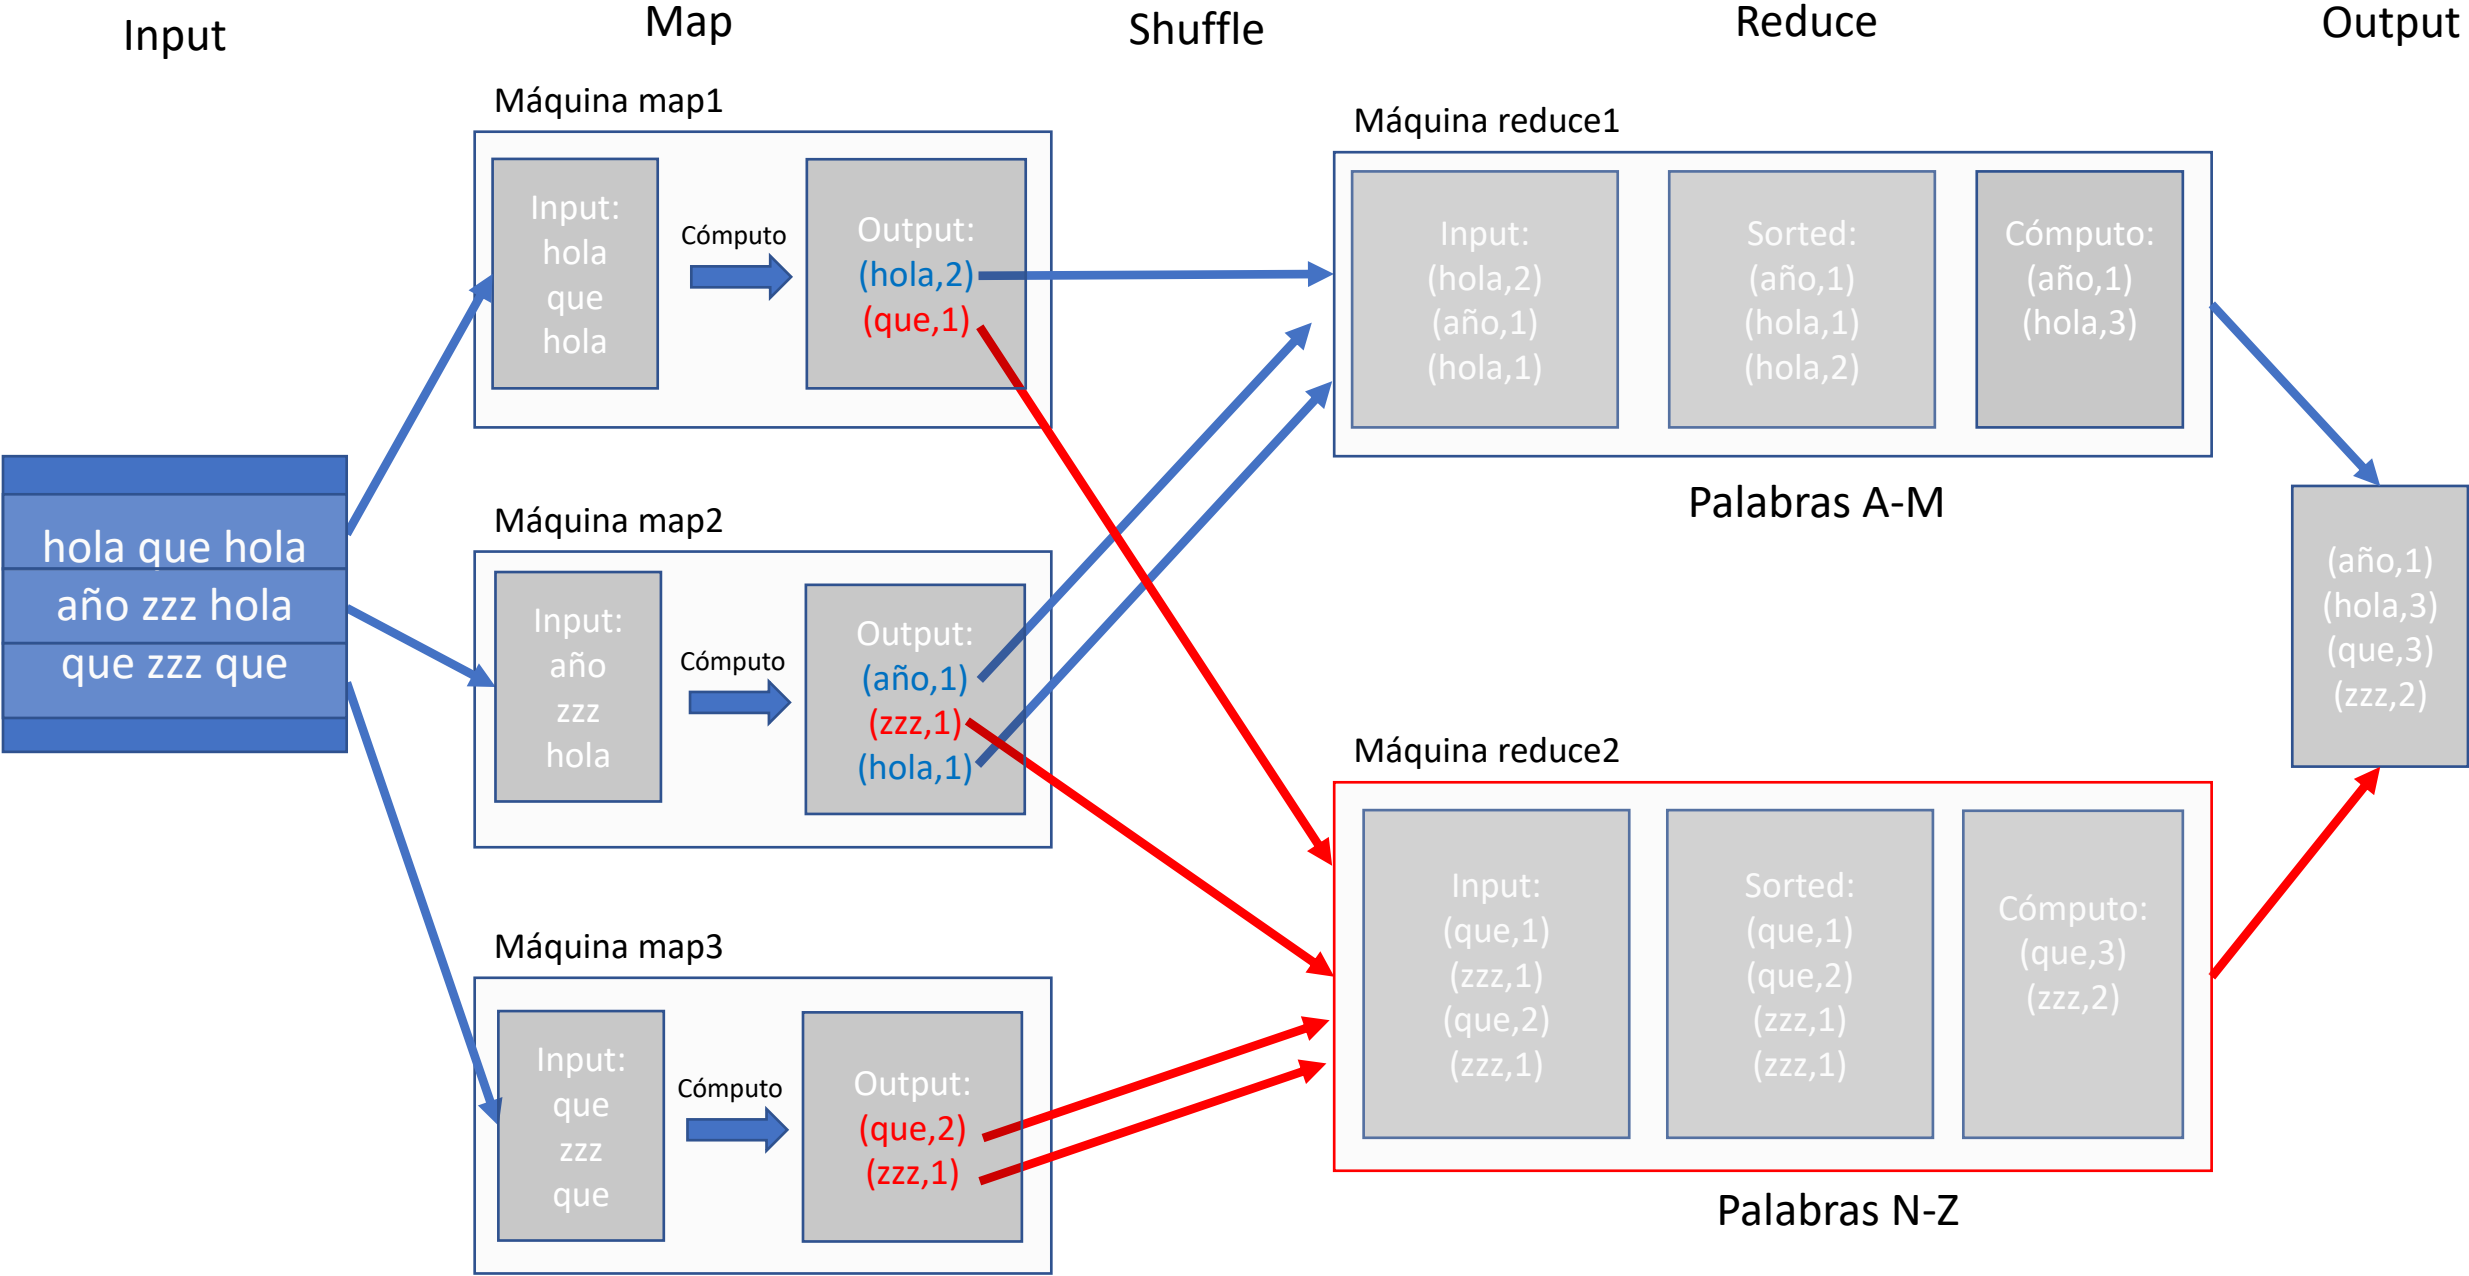 Input
Map
Shuffle
Reduce
Output
hola que hola
año zzz hola
que zzz que
Máquina map1
Input:
hola
que
hola
Cómputo
Output:
(hola,2)
(que,1)
Máquina map2
Input:
año
zzz
hola
Cómputo
Output:
(año,1)
(zzz,1)
(hola,1)
Máquina map3
Input:
que
zzz
que
Cómputo
Output:
(que,2)
(zzz,1)
Máquina reduce1
Input:
(hola,2)
(año,1)
(hola,1)
Sorted:
(año,1)
(hola,1)
(hola,2)
Cómputo:
(año,1)
(hola,3)
Palabras A-M
Máquina reduce2
Input:
(que,1)
(zzz,1)
(que,2)
(zzz,1)
Sorted:
(que,1)
(que,2)
(zzz,1)
(zzz,1)
Cómputo:
(que,3)
(zzz,2)
Palabras N-Z
(año,1)
(hola,3)
(que,3)
(zzz,2)